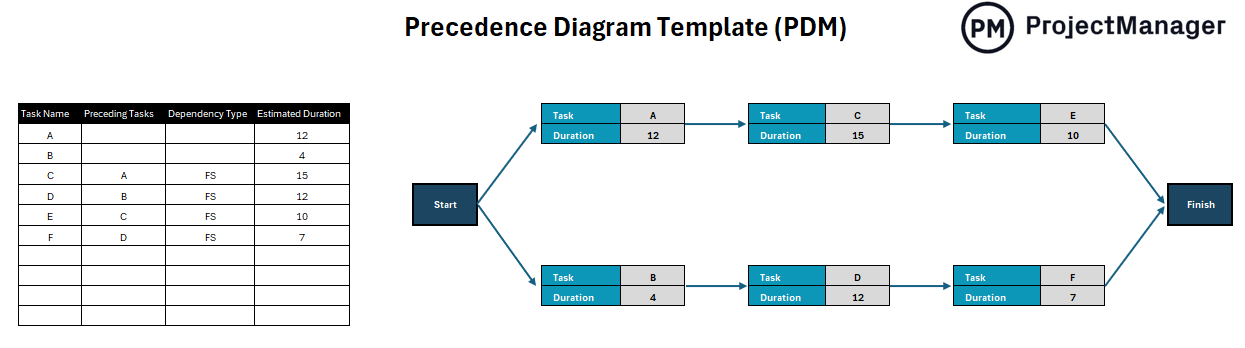 Precedence Diagram Template (PDM)
PM ProjectManager
Task Name Preceding Tasks Dependency Type Estimated Duration
A 12
B 4
C A FS 15
D B FS 12
E C FS 10
F D FS 7
Start
Task A
Duration 12
Task C
Duration 15
Task E
Duration 10
Task B
Duration 4
Task D
Duration 12
Task F
Duration 7
Finish